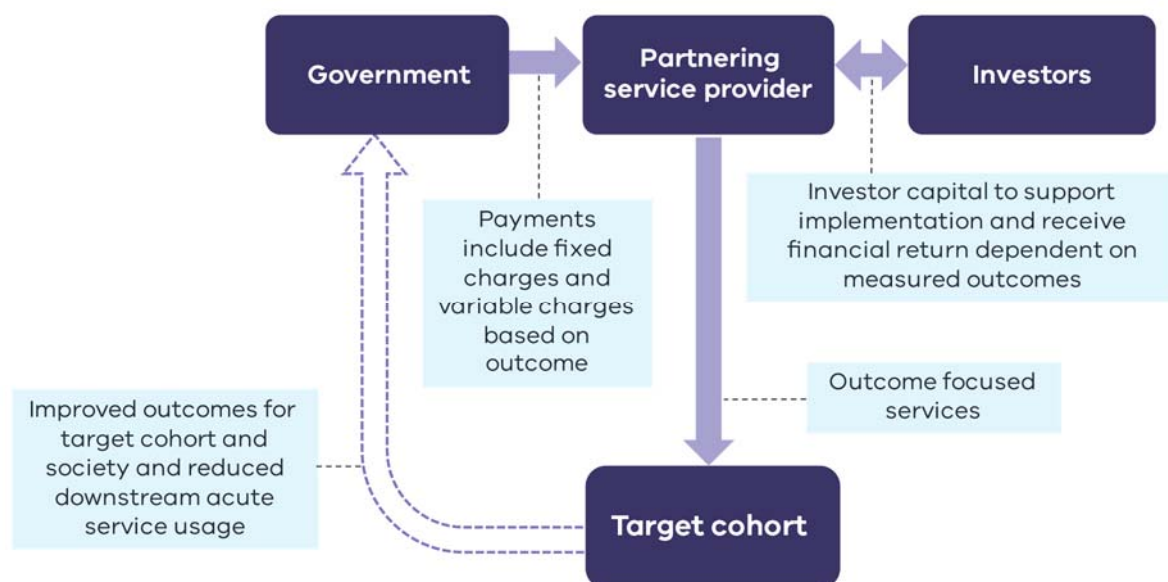 Government
Partnering
service provider
Investors
Payments
include fixed
charges and
variable charges
based on
outcome
Investor capital to support
implementation and receive
financial return dependent on
measured outcomes
Outcome focused
services
Improved outcomes for
target cohort and
society and reduced
downstream acute
service usage
Target cohort